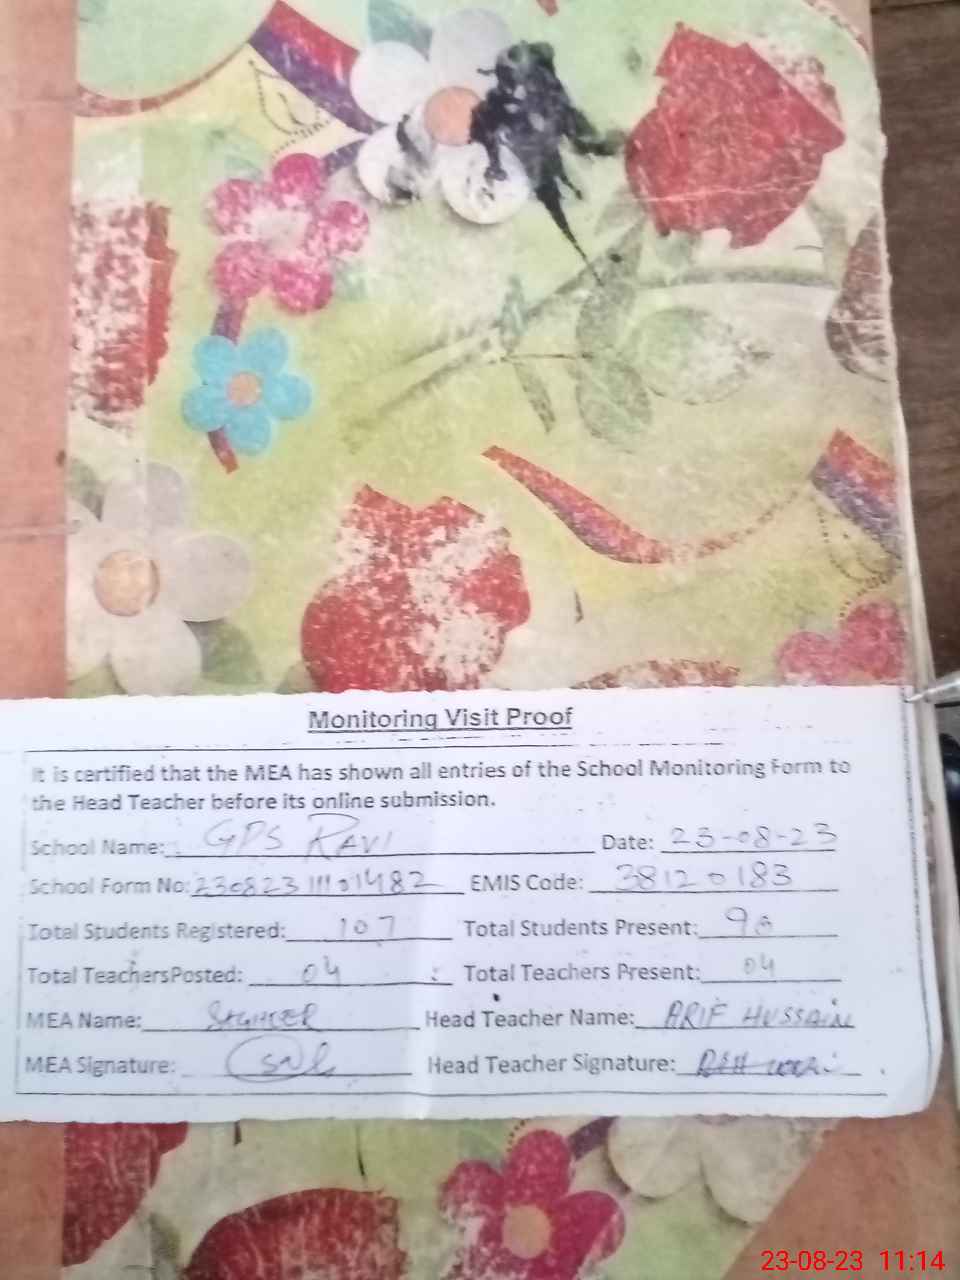 Monitoring Visit Proof
It is certified that the MEA has shown all entries of the School Monitoring Form to
the Head Teacher before its online submission.
School Name: GPS RAVI Date: 23-08-23
School Form No: EMIS Code: 38120183
Total Students Registered: 107 Total Students Present: 90
Total TeachersPosted: 04 Total Teachers Present: 04
MEA Name: SAGHEER Head Teacher Name: ARIF HUSSAIN
MEA Signature: Head Teacher Signature:
23-08-23 11:14